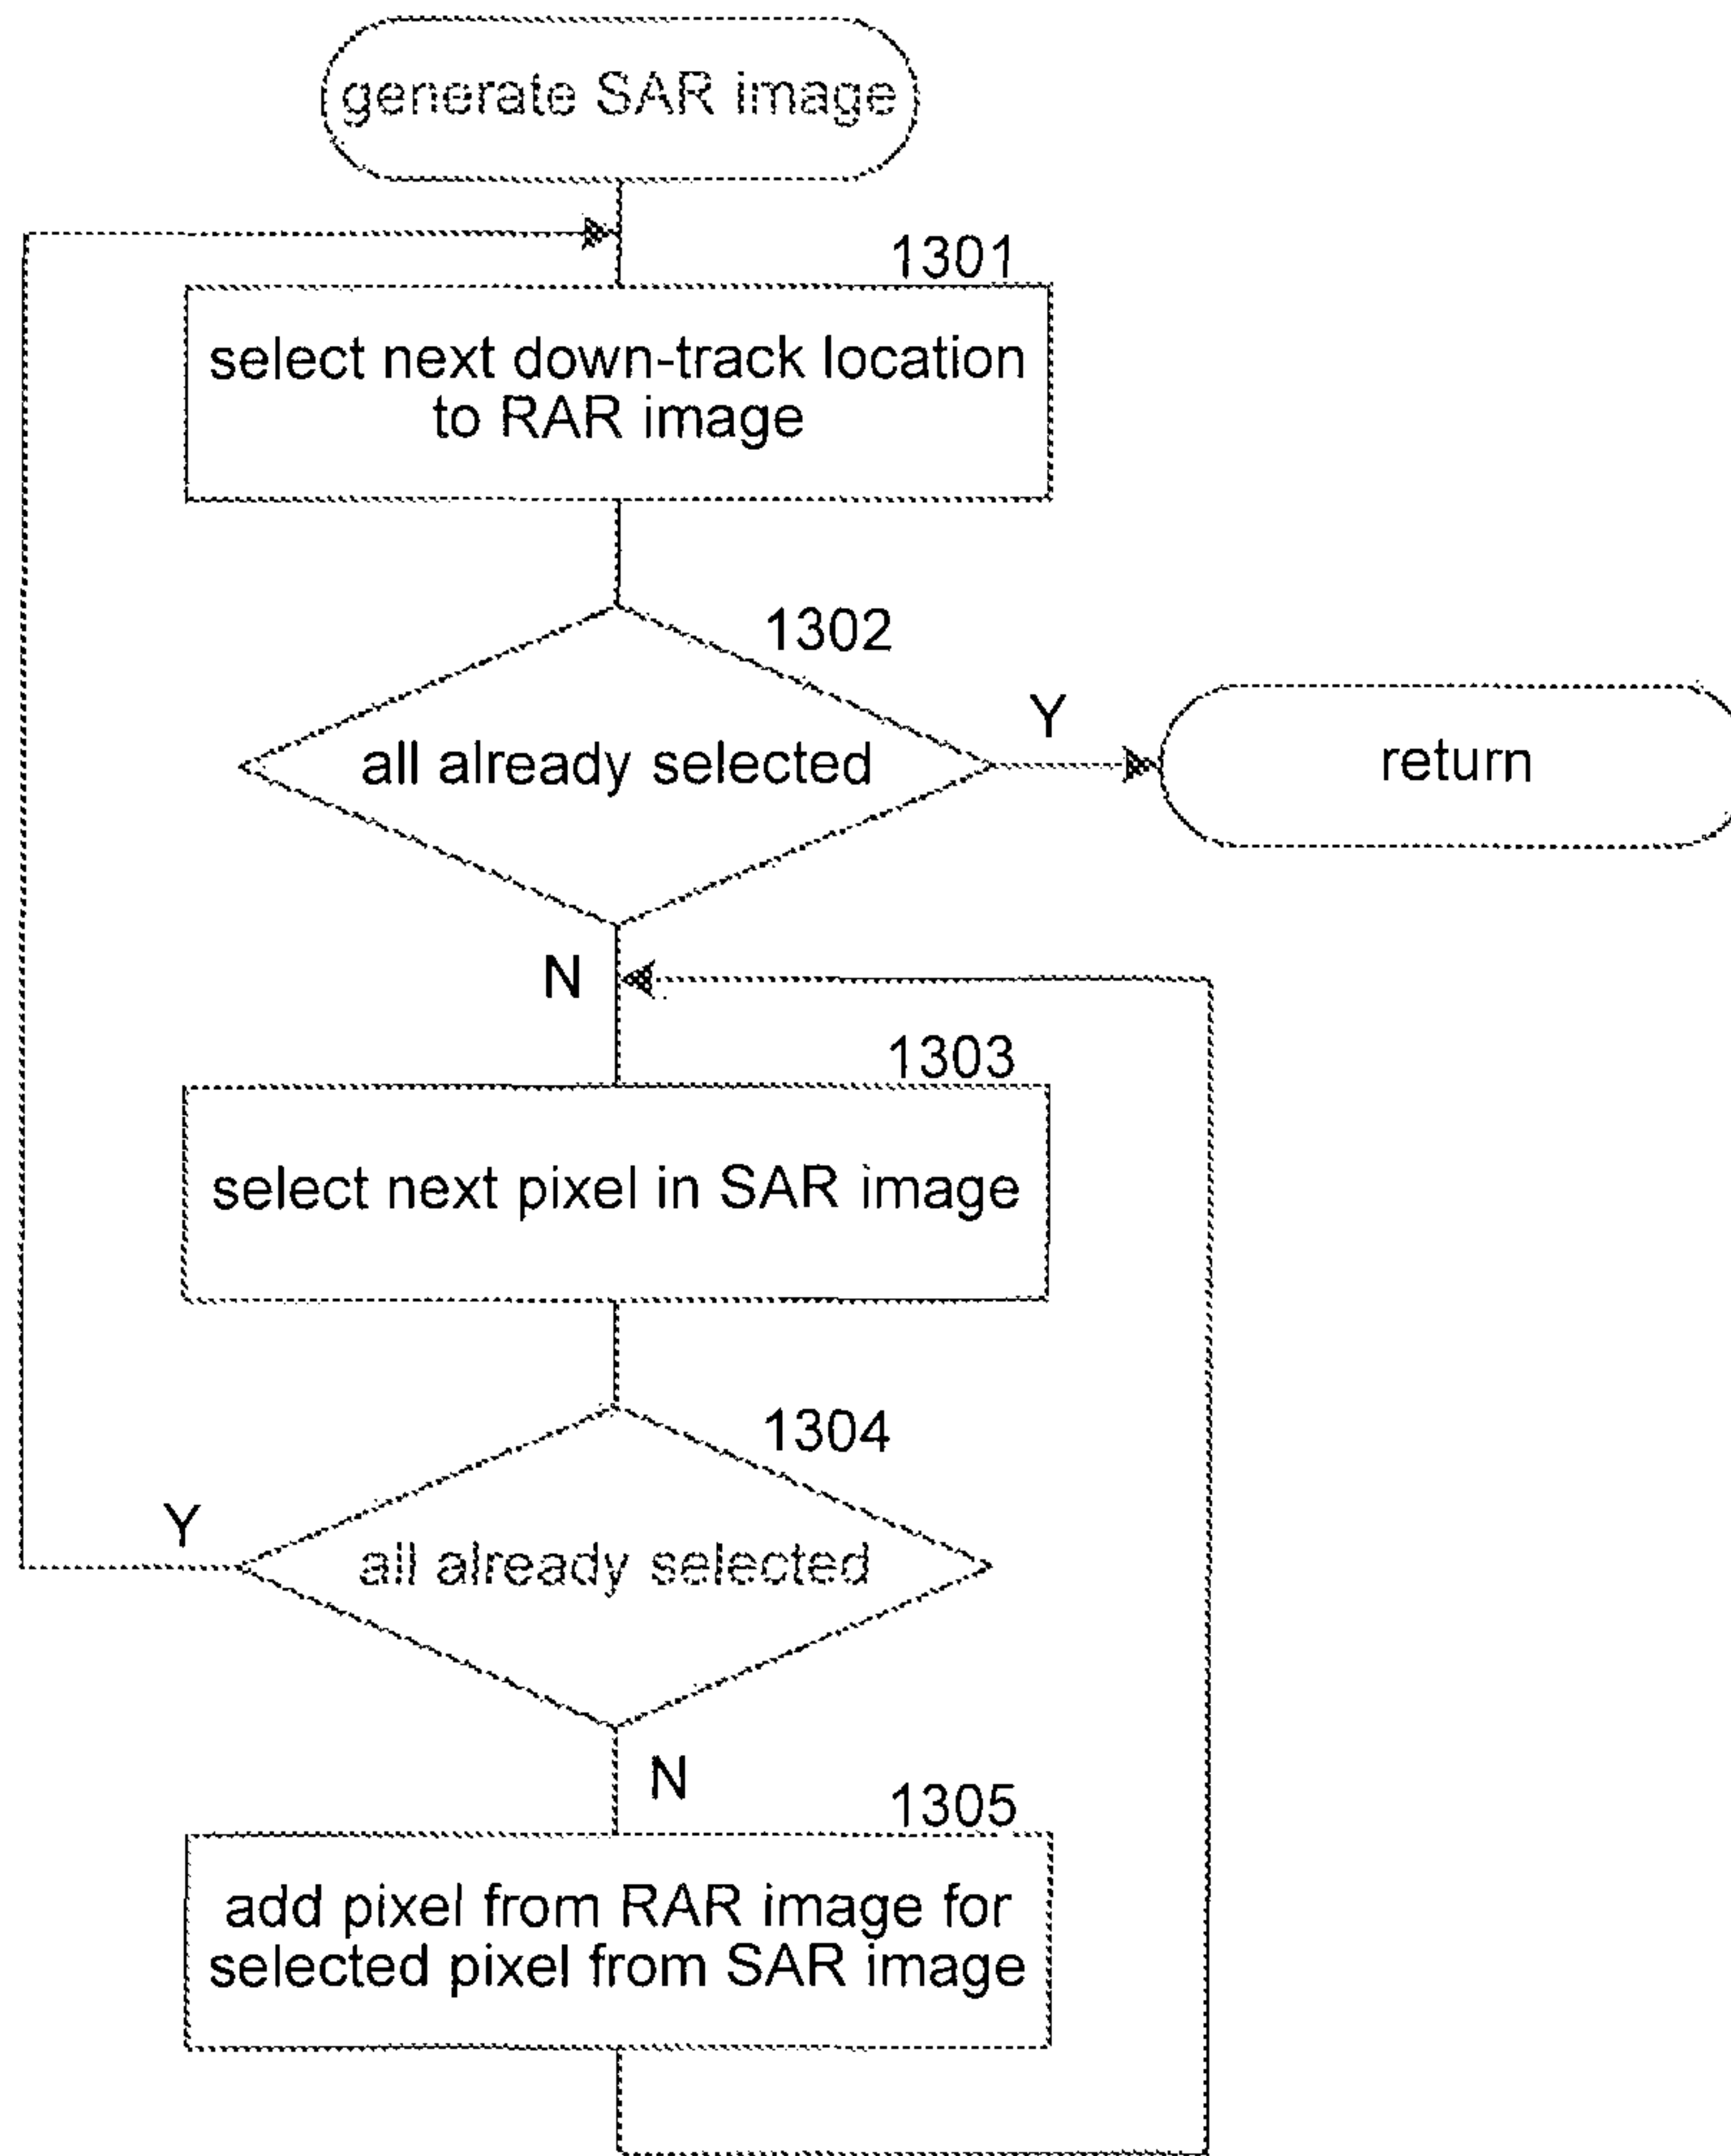 generate SAR image
1301
select next down-track location
to RAR image
1302
all already selected
Y
return
N
1303
select next pixel in SAR image
1304
Y
all already selected
N
1305
add pixel from RAR image for
selected pixel from SAR image